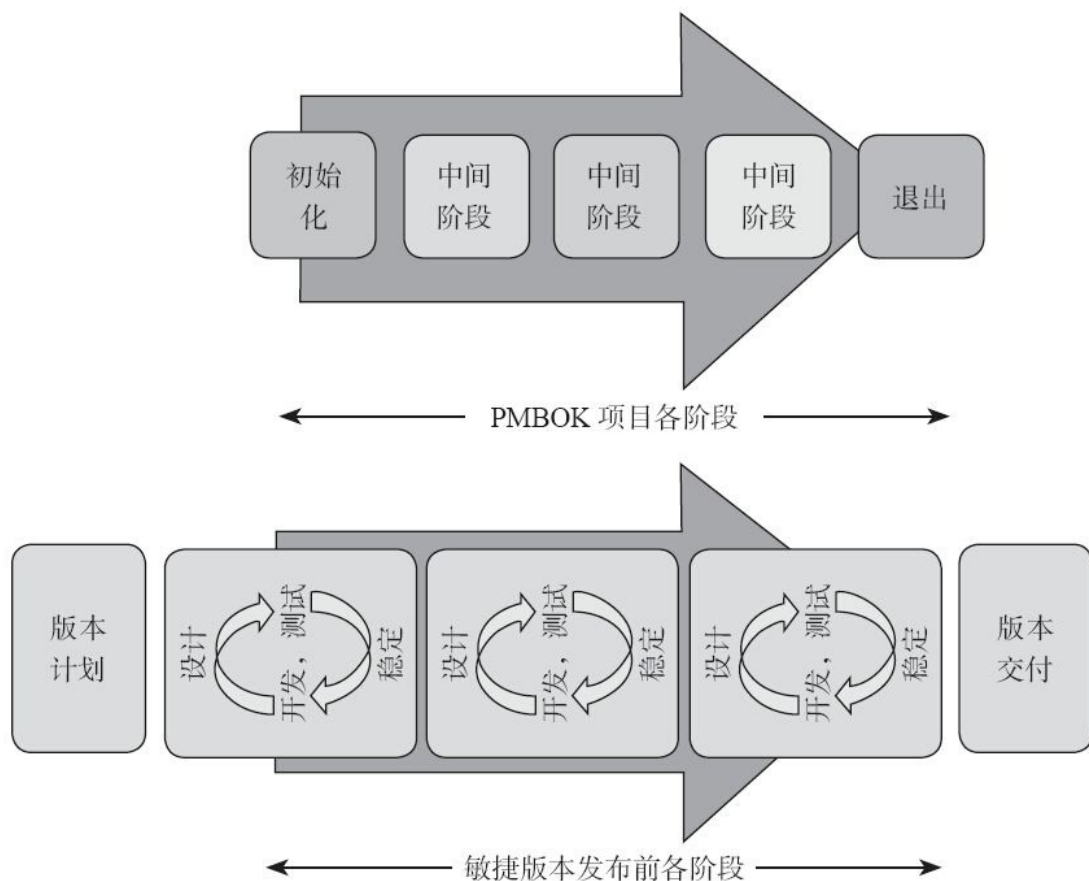 初始
化
中间
阶段
中间
阶段
中间
阶段
退出
PMBOK 项目各阶段
版本
计划
设计
开发，测试
稳定
设计
开发，测试
稳定
设计
开发，测试
稳定
版本
交付
敏捷版本发布前各阶段